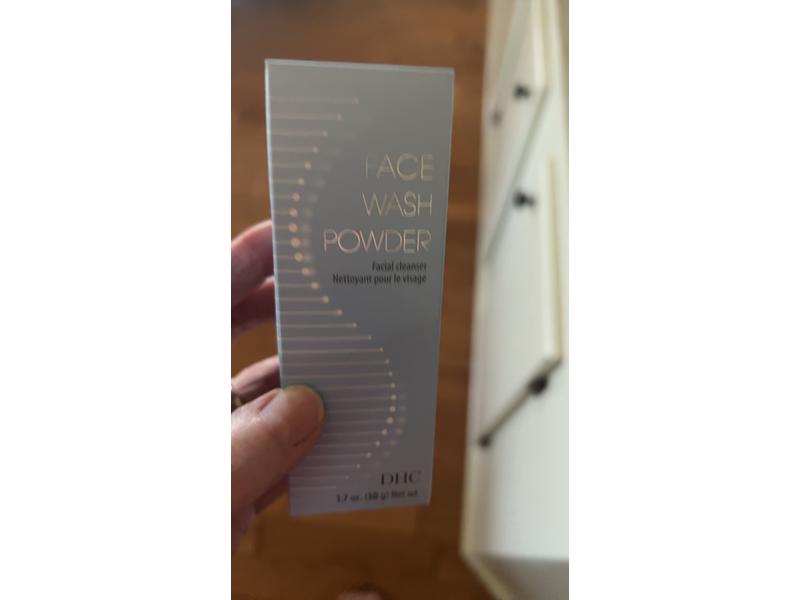 FACE
WASH
POWDER
Facial cleanser
Nettoyant pour le visage
DHC
1.7 oz. (50 g) Net wt.